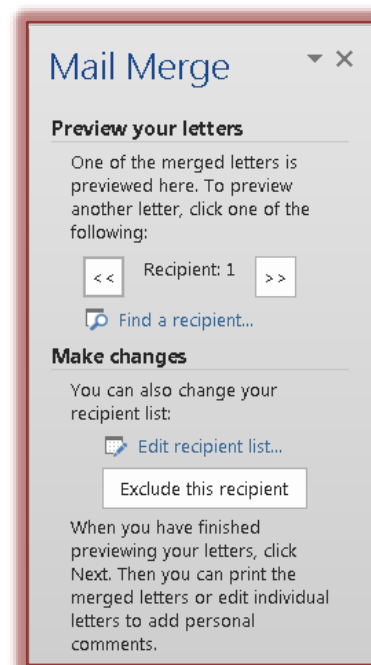 Mail Merge
Preview your letters
One of the merged letters is
previewed here. To preview
another letter, click one of the
following:
<< Recipient: 1 >>
Find a recipient...
Make changes
You can also change your
recipient list:
Edit recipient list...
Exclude this recipient
When you have finished
previewing your letters, click
Next. Then you can print the
merged letters or edit individual
letters to add personal
comments.